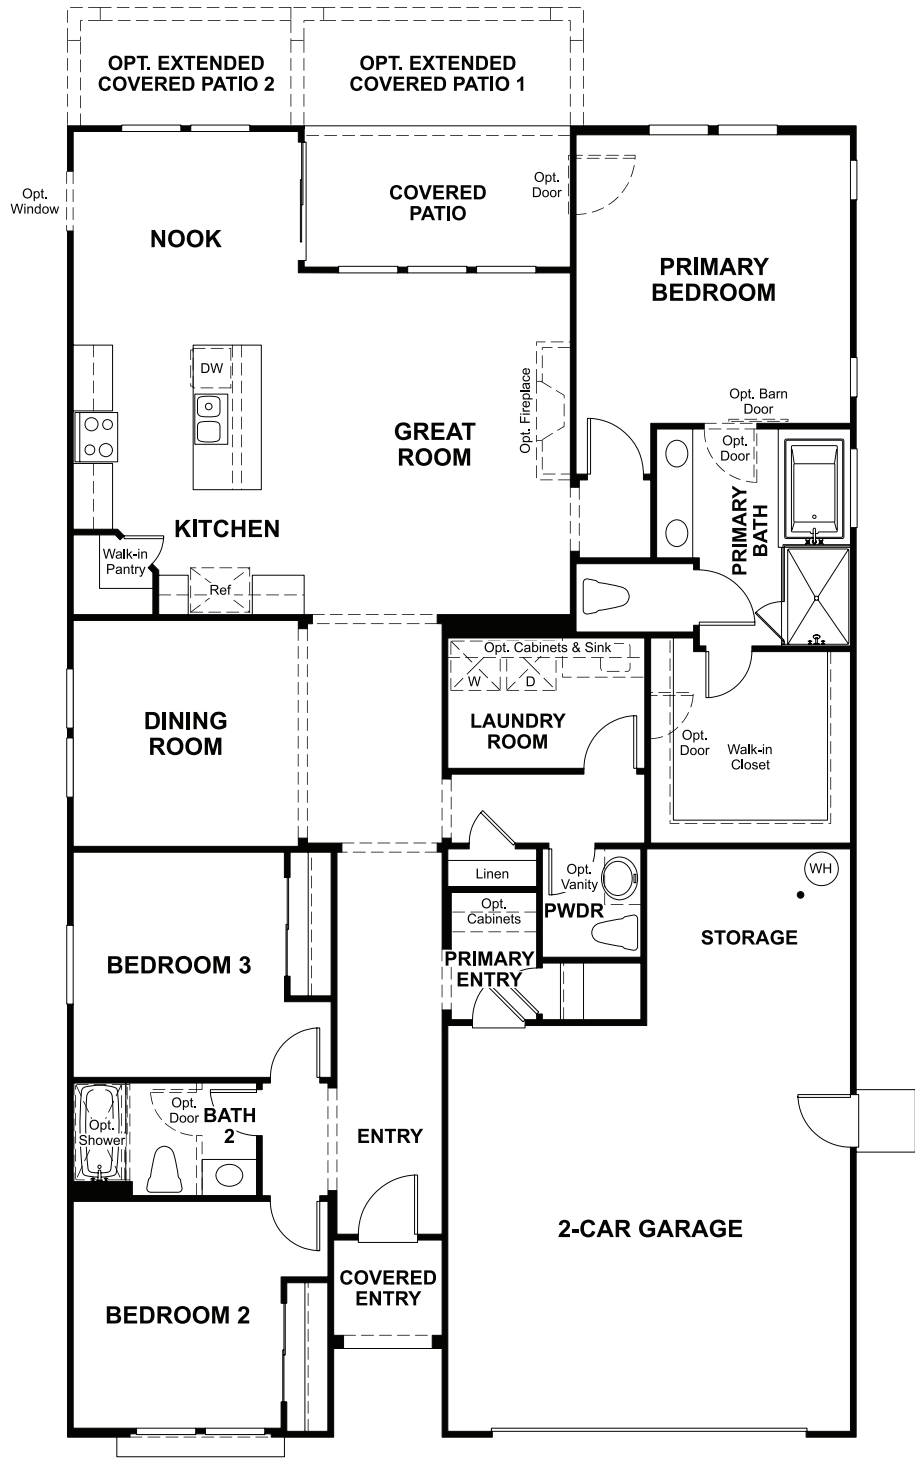 OPT. EXTENDED
COVERED PATIO 2
OPT. EXTENDED
COVERED PATIO 1
Opt.
Window
NOOK
COVERED
PATIO
Opt.
Door
PRIMARY
BEDROOM
DW
Opt. Fireplace
GREAT
ROOM
Opt. Barn
Door
Opt.
Door
PRIMARY
BATH
KITCHEN
Walk-in
Pantry
Ref
Opt. Cabinets & Sink
W
D
DINING
ROOM
LAUNDRY
ROOM
Opt.
Door
Walk-in
Closet
Linen
Opt.
Vanity
WH
Opt.
Cabinets
PWDR
STORAGE
BEDROOM 3
PRIMARY
ENTRY
Opt.
Door
BATH
2
Opt.
Shower
ENTRY
2-CAR GARAGE
COVERED
ENTRY
BEDROOM 2